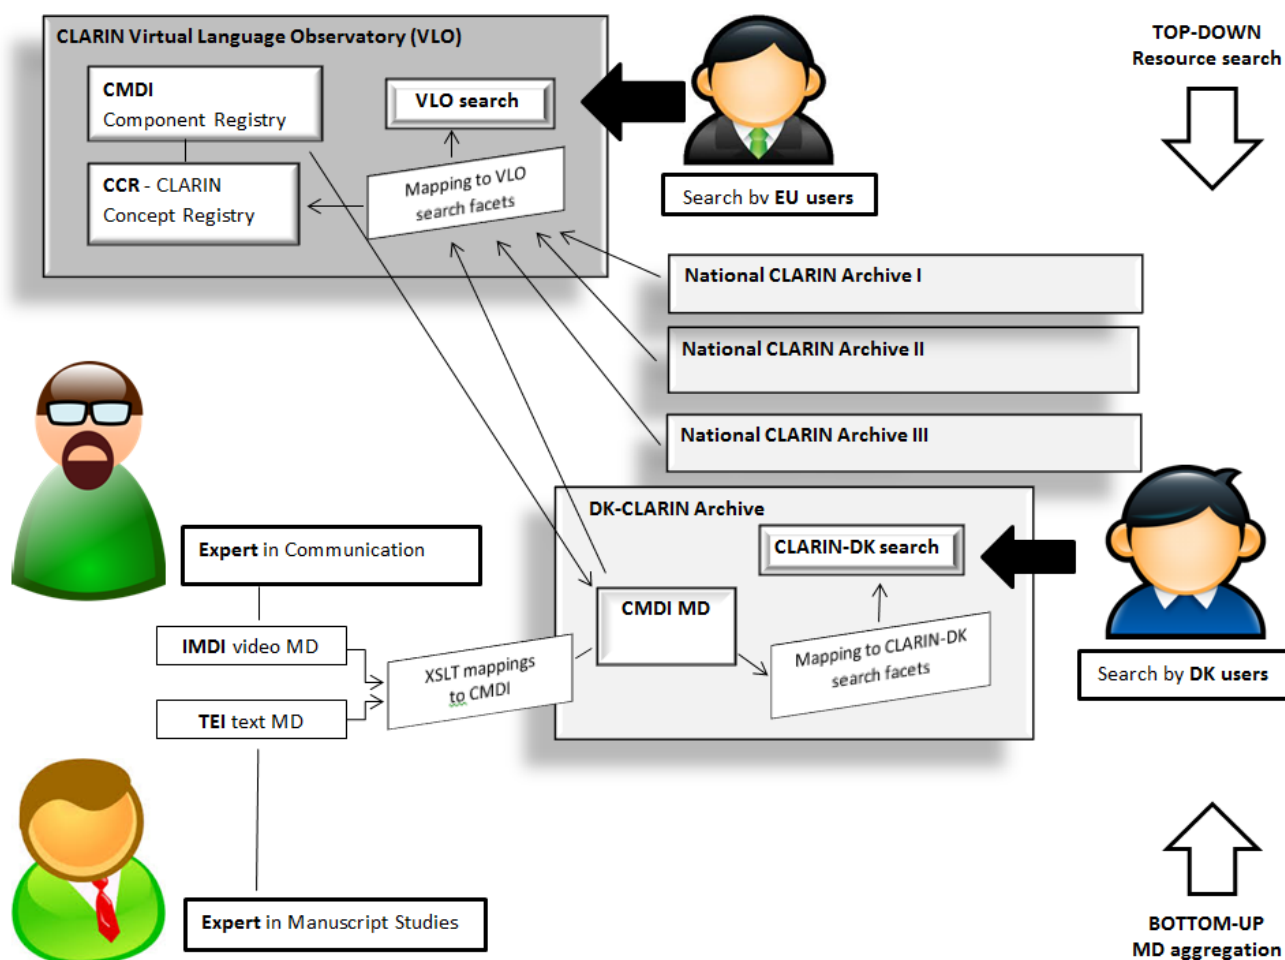 CLARIN Virtual Language Observatory (VLO)
CMDI
Component Registry
VLO search
CCR - CLARIN
Concept Registry
Mapping to VLO
search facets
Search by EU users
TOP-DOWN
Resource search
National CLARIN Archive I
National CLARIN Archive II
National CLARIN Archive III
DK-CLARIN Archive
CLARIN-DK search
CMDI MD
Mapping to CLARIN-DK
search facets
Search by DK users
Expert in Communication
IMDI video MD
XSLT mappings
to CMDI
TEI text MD
Expert in Manuscript Studies
BOTTOM-UP
MD aggregation